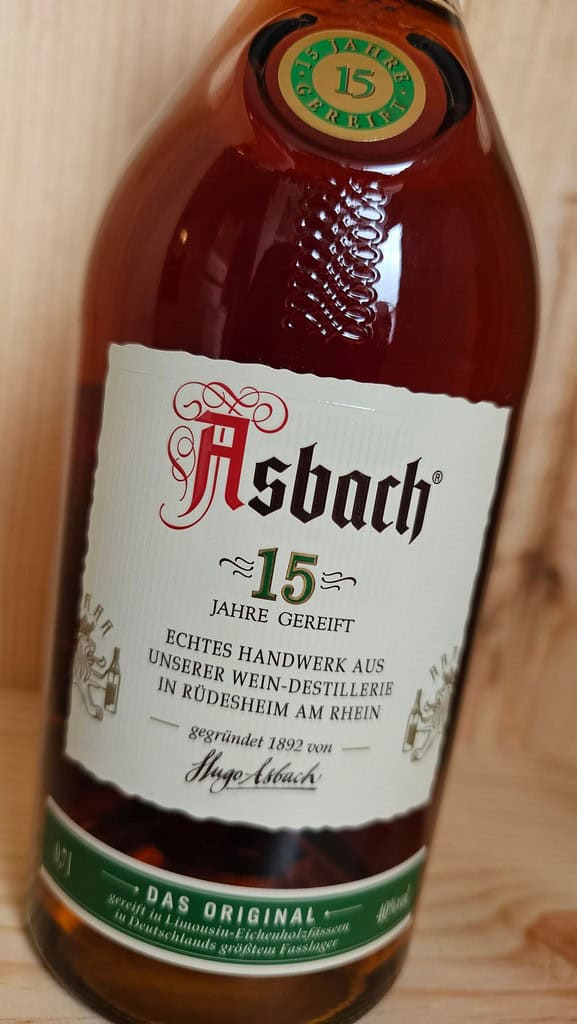 · 15 JAHRE ·
15
GEREIFT
Asbach®
15
JAHRE GEREIFT
ECHTES HANDWERK AUS
UNSERER WEIN-DESTILLERIE
IN RÜDESHEIM AM RHEIN
gegründet 1892 von
Hugo Asbach
0,7l
DAS ORIGINAL
40%vol
gereift in Limousin-Eichenholzfässern
in Deutschlands größtem Fasslager